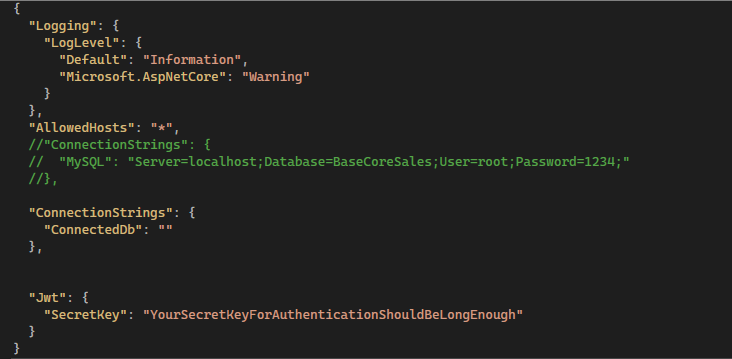 {
  "Logging": {
    "LogLevel": {
      "Default": "Information",
      "Microsoft.AspNetCore": "Warning"
    }
  },
  "AllowedHosts": "*",
  //"ConnectionStrings": {
  //  "MySQL": "Server=localhost;Database=BaseCoreSales;User=root;Password=1234;"
  //},
  "ConnectionStrings": {
    "ConnectedDb": ""
  },
  "Jwt": {
    "SecretKey": "YourSecretKeyForAuthenticationShouldBeLongEnough"
  }
}